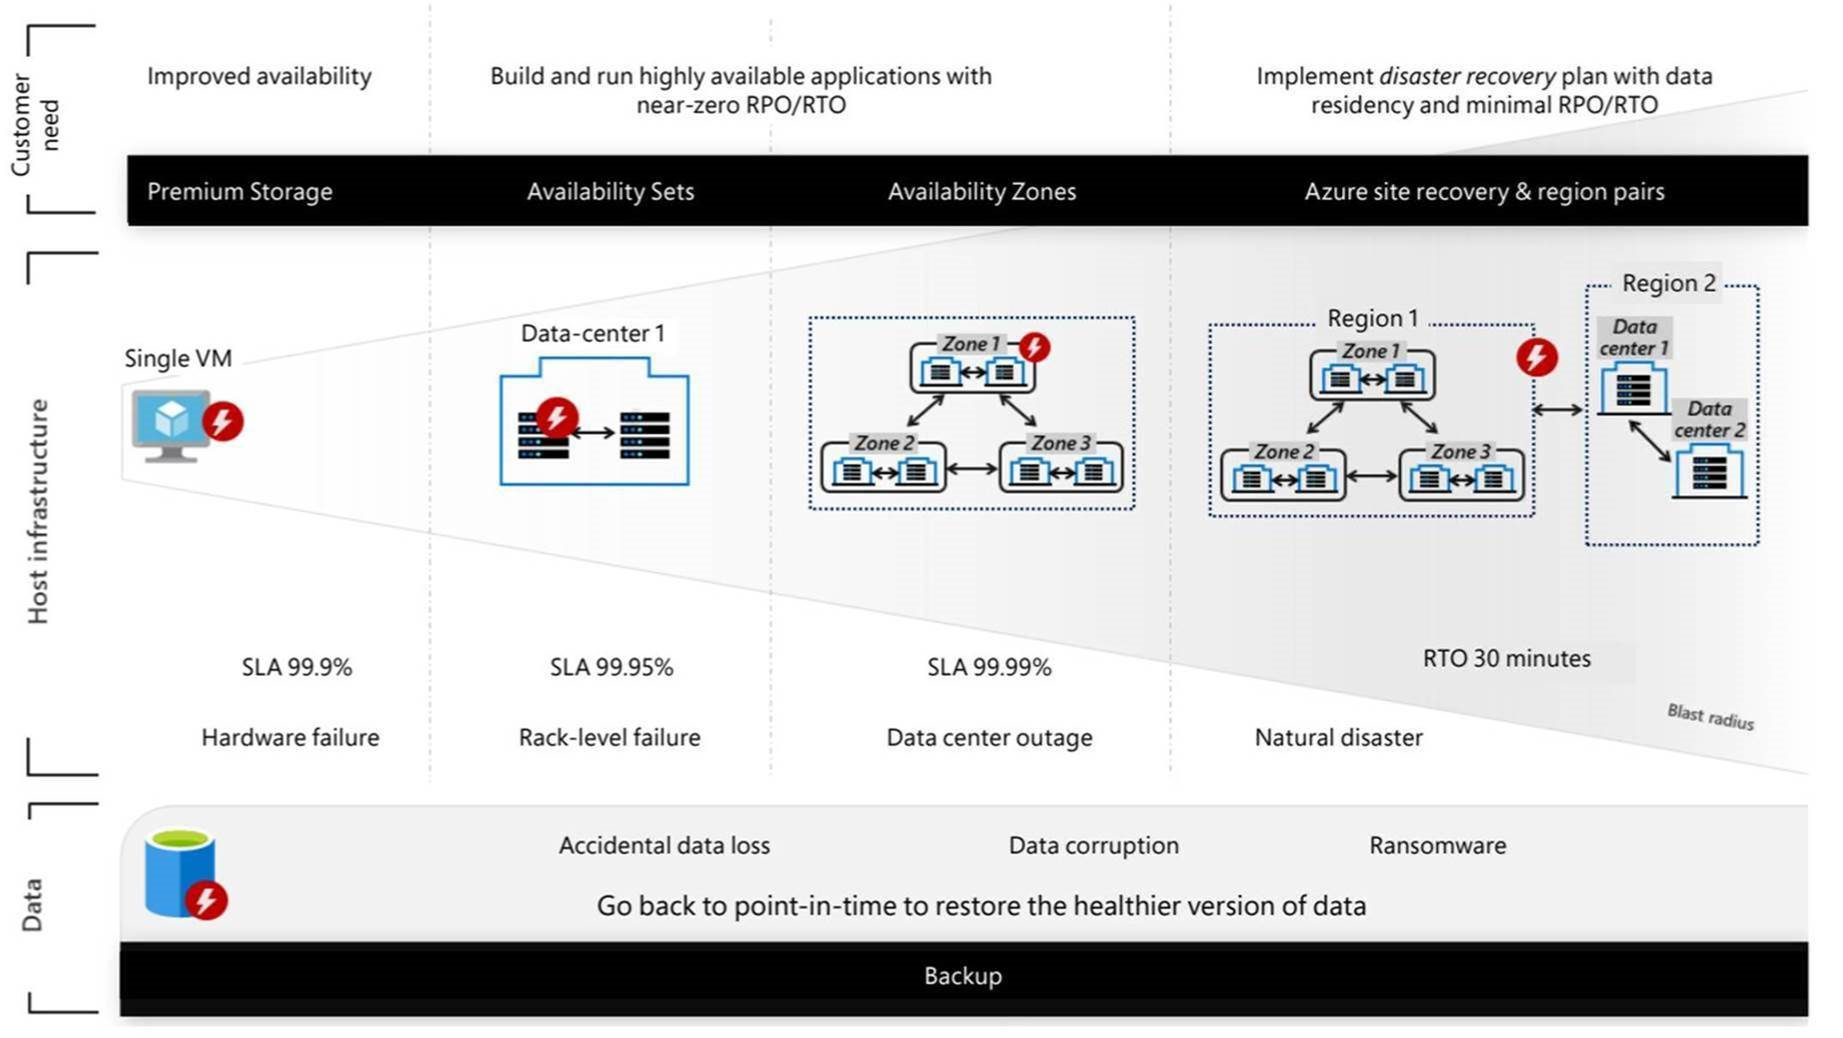 Customer
need
Improved availability
Build and run highly available applications with
near-zero RPO/RTO
Implement disaster recovery plan with data
residency and minimal RPO/RTO
Premium Storage
Availability Sets
Availability Zones
Azure site recovery & region pairs
Host infrastructure
Single VM
Data-center 1
Zone 1
Zone 2
Zone 3
Region 1
Zone 1
Zone 2
Zone 3
Region 2
Data
center 1
Data
center 2
SLA 99.9%
SLA 99.95%
SLA 99.99%
RTO 30 minutes
Hardware failure
Rack-level failure
Data center outage
Natural disaster
Blast radius
Data
Accidental data loss
Data corruption
Ransomware
Go back to point-in-time to restore the healthier version of data
Backup